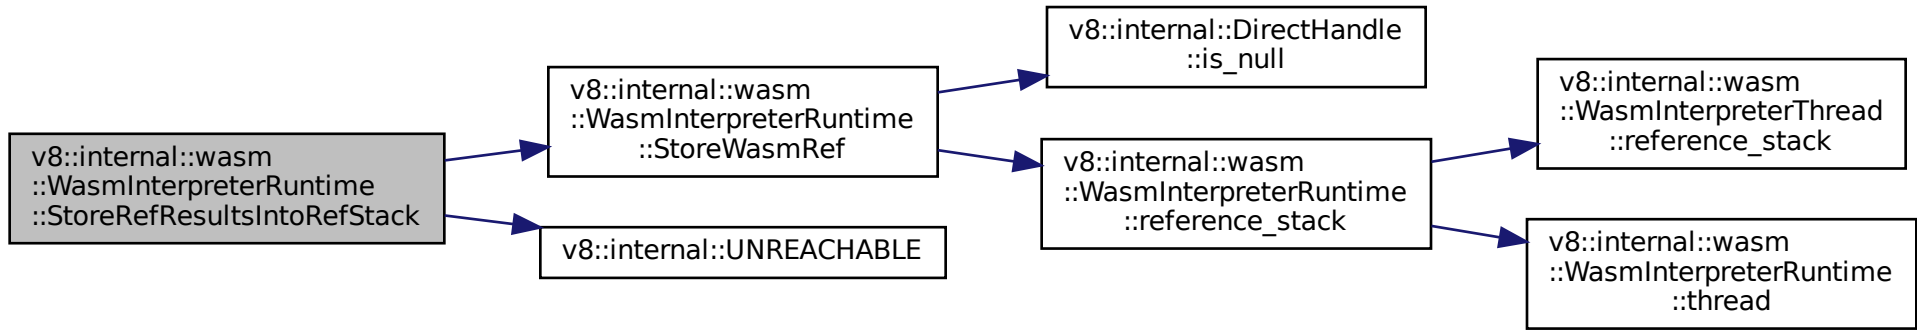 v8::internal::wasm
::WasmInterpreterRuntime
::StoreRefResultsIntoRefStack
v8::internal::wasm
::WasmInterpreterRuntime
::StoreWasmRef
v8::internal::UNREACHABLE
v8::internal::DirectHandle
::is_null
v8::internal::wasm
::WasmInterpreterRuntime
::reference_stack
v8::internal::wasm
::WasmInterpreterThread
::reference_stack
v8::internal::wasm
::WasmInterpreterRuntime
::thread